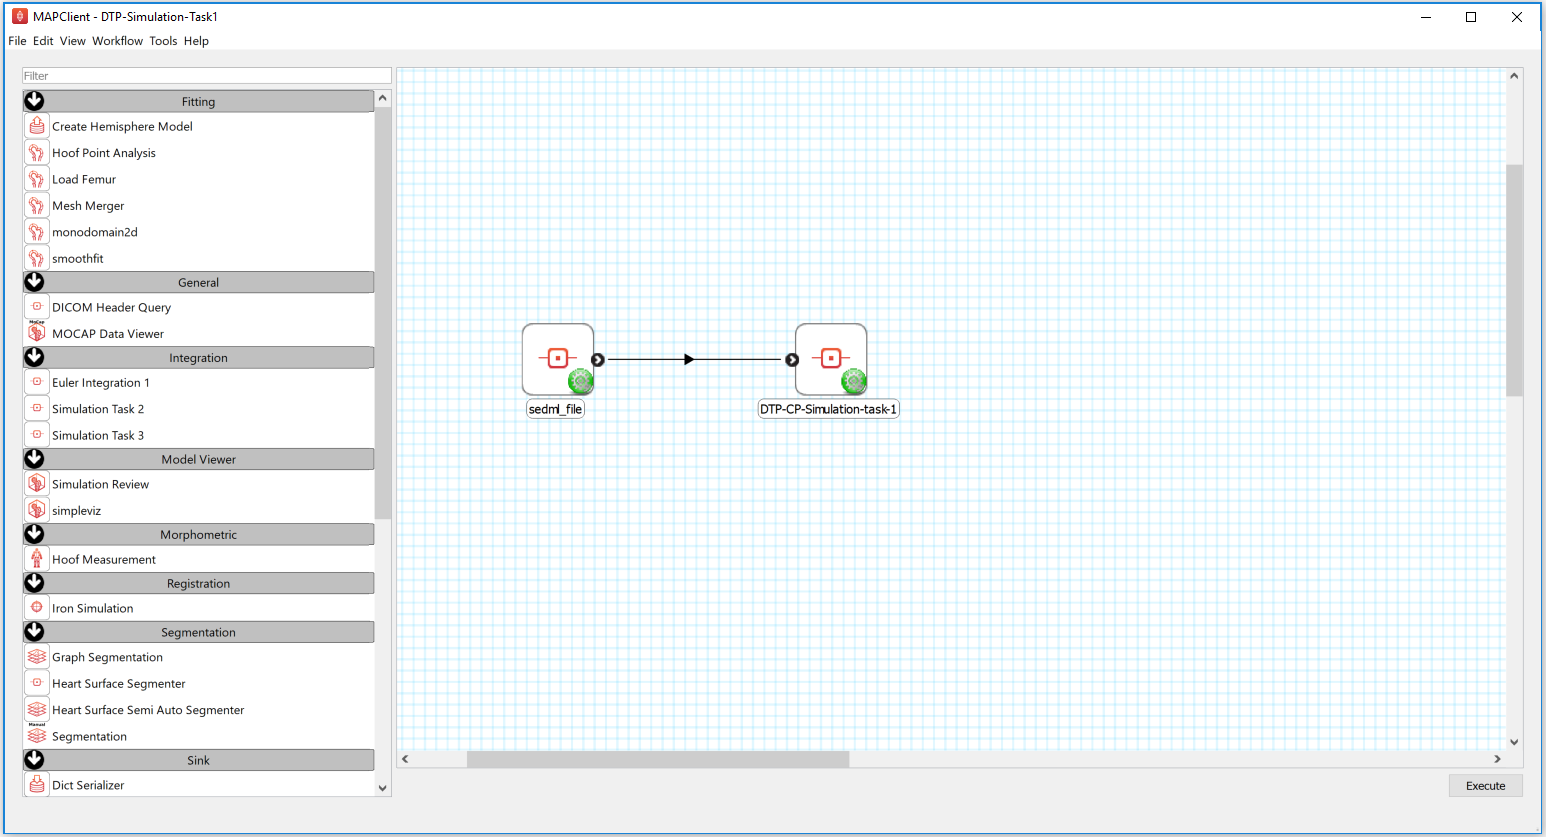 MAPClient - DTP-Simulation-Task1
File Edit View Workflow Tools Help
Filter
Fitting
Create Hemisphere Model
Hoof Point Analysis
Load Femur
Mesh Merger
monodomain2d
smoothfit
General
DICOM Header Query
MoCap
MOCAP Data Viewer
Integration
Euler Integration 1
Simulation Task 2
Simulation Task 3
Model Viewer
Simulation Review
simpleviz
Morphometric
Hoof Measurement
Registration
Iron Simulation
Segmentation
Graph Segmentation
Heart Surface Segmenter
Heart Surface Semi Auto Segmenter
Manual
Segmentation
Sink
Dict Serializer
sedml_file
DTP-CP-Simulation-task-1
Execute